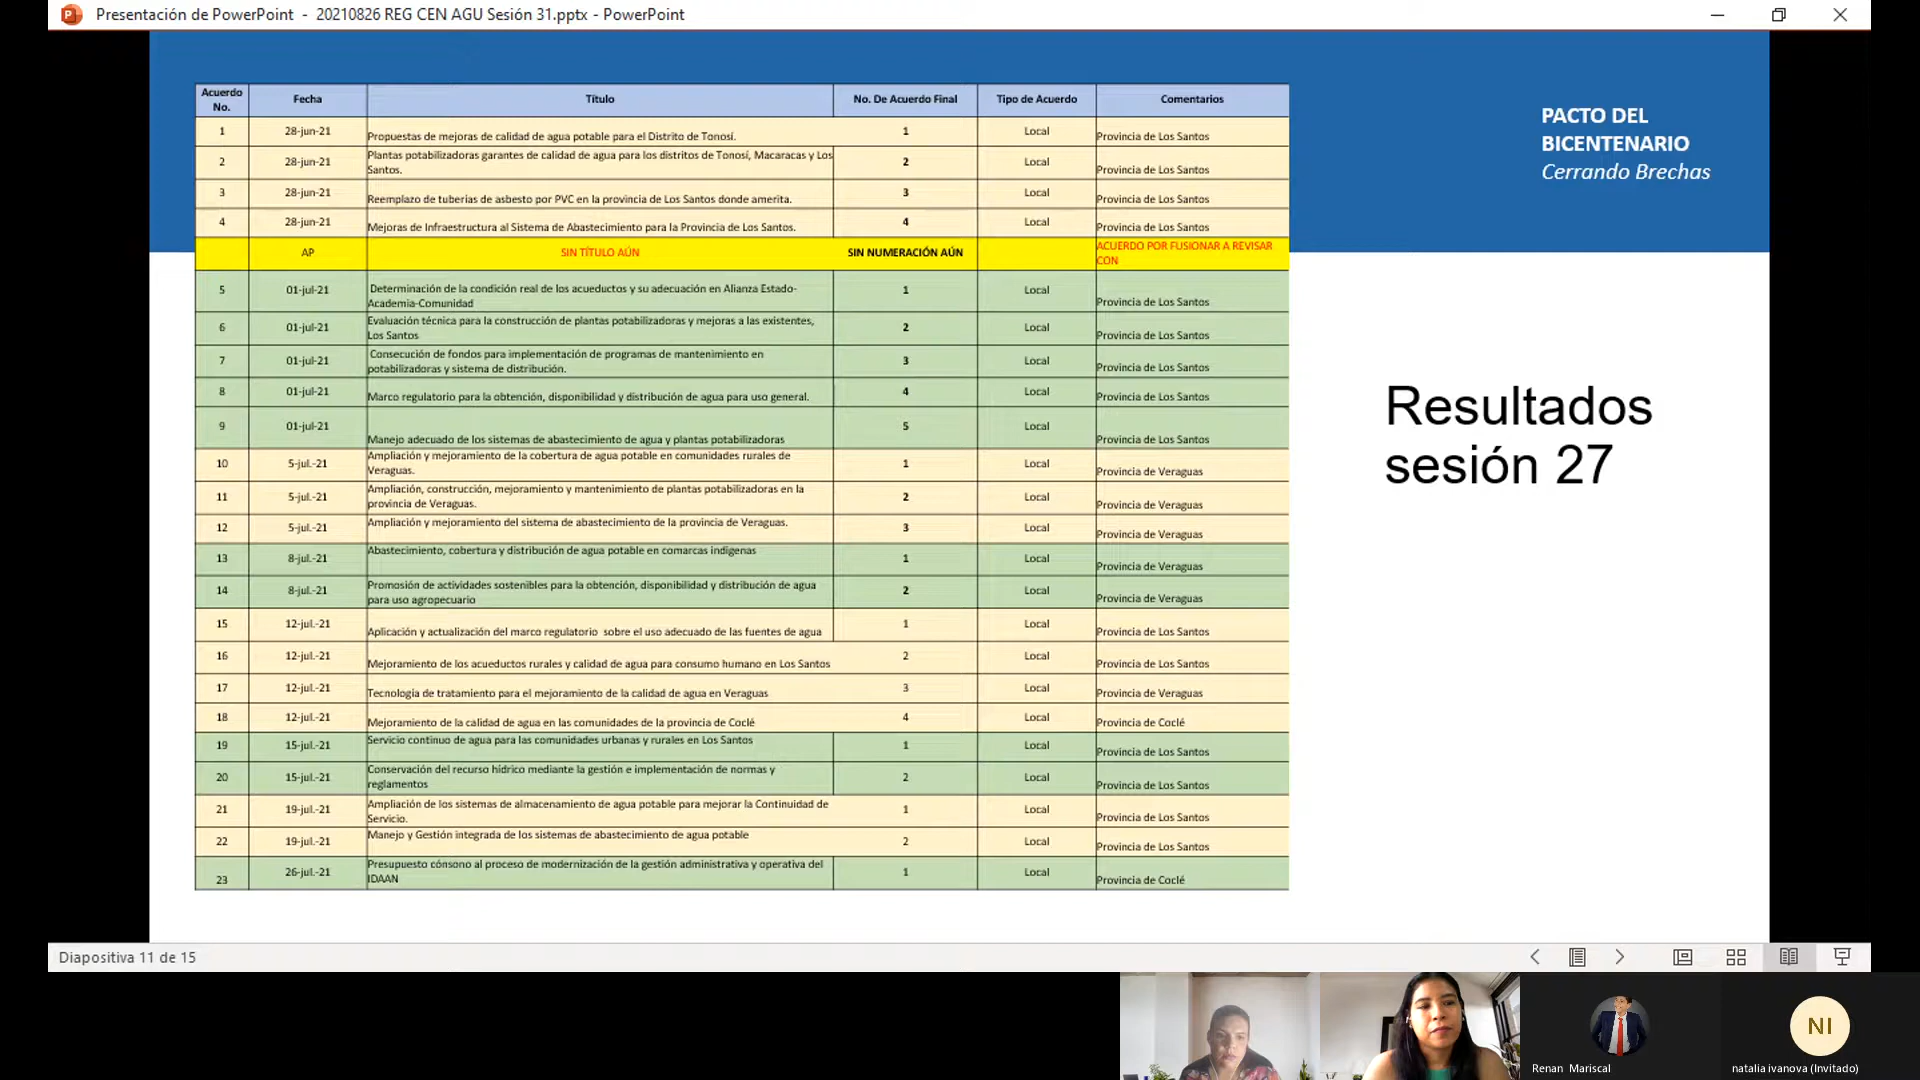 Presentación de PowerPoint - 20210826 REG CEN AGU Sesión 31.pptx - PowerPoint
PACTO DEL
BICENTENARIO
Cerrando Brechas
Acuerdo No. Fecha Título No. De Acuerdo Final Tipo de Acuerdo Comentarios
1 28-jun-21 Propuestas de mejoras de calidad de agua potable para el Distrito de Tonosí. 1 Local Provincia de Los Santos
2 28-jun-21 Plantas potabilizadoras garantes de calidad de agua para los distritos de Tonosí, Macaracas y Los Santos. 2 Local Provincia de Los Santos
3 28-jun-21 Reemplazo de tuberías de asbesto por PVC en la provincia de Los Santos donde amerita. 3 Local Provincia de Los Santos
4 28-jun-21 Mejoras de Infraestructura al Sistema de Abastecimiento para la Provincia de Los Santos. 4 Local Provincia de Los Santos
AP SIN TÍTULO AÚN SIN NUMERACIÓN AÚN ACUERDO POR FUSIONAR A REVISAR CON
5 01-jul-21 Determinación de la condición real de los acueductos y su adecuación en Alianza Estado-Academia-Comunidad 1 Local Provincia de Los Santos
6 01-jul-21 Evaluación técnica para la construcción de plantas potabilizadoras y mejoras a las existentes, Los Santos 2 Local Provincia de Los Santos
7 01-jul-21 Consecución de fondos para implementación de programas de mantenimiento en potabilizadoras y sistema de distribución. 3 Local Provincia de Los Santos
8 01-jul-21 Marco regulatorio para la obtención, disponibilidad y distribución de agua para uso general. 4 Local Provincia de Los Santos
9 01-jul-21 Manejo adecuado de los sistemas de abastecimiento de agua y plantas potabilizadoras 5 Local Provincia de Los Santos
10 5-jul.-21 Ampliación y mejoramiento de la cobertura de agua potable en comunidades rurales de Veraguas. 1 Local Provincia de Veraguas
11 5-jul.-21 Ampliación, construcción, mejoramiento y mantenimiento de plantas potabilizadoras en la provincia de Veraguas. 2 Local Provincia de Veraguas
12 5-jul.-21 Ampliación y mejoramiento del sistema de abastecimiento de la provincia de Veraguas. 3 Local Provincia de Veraguas
13 8-jul.-21 Abastecimiento, cobertura y distribución de agua potable en comarcas indígenas 1 Local Provincia de Veraguas
14 8-jul.-21 Promosión de actividades sostenibles para la obtención, disponibilidad y distribución de agua para uso agropecuario 2 Local Provincia de Veraguas
15 12-jul.-21 Aplicación y actualización del marco regulatorio sobre el uso adecuado de las fuentes de agua 1 Local Provincia de Los Santos
16 12-jul.-21 Mejoramiento de los acueductos rurales y calidad de agua para consumo humano en Los Santos 2 Local Provincia de Los Santos
17 12-jul.-21 Tecnología de tratamiento para el mejoramiento de la calidad de agua en Veraguas 3 Local Provincia de Veraguas
18 12-jul.-21 Mejoramiento de la calidad de agua en las comunidades de la provincia de Coclé 4 Local Provincia de Coclé
19 15-jul.-21 Servicio continuo de agua para las comunidades urbanas y rurales en Los Santos 1 Local Provincia de Los Santos
20 15-jul.-21 Conservación del recurso hídrico mediante la gestión e implementación de normas y reglamentos 2 Local Provincia de Los Santos
21 19-jul.-21 Ampliación de los sistemas de almacenamiento de agua potable para mejorar la Continuidad de Servicio. 1 Local Provincia de Los Santos
22 19-jul.-21 Manejo y Gestión integrada de los sistemas de abastecimiento de agua potable 2 Local Provincia de Los Santos
23 26-jul.-21 Presupuesto cónsono al proceso de modernización de la gestión administrativa y operativa del IDAAN 1 Local Provincia de Coclé
Resultados
sesión 27
Diapositiva 11 de 15
NI
Renan Mariscal
natalia ivanova (Invitado)